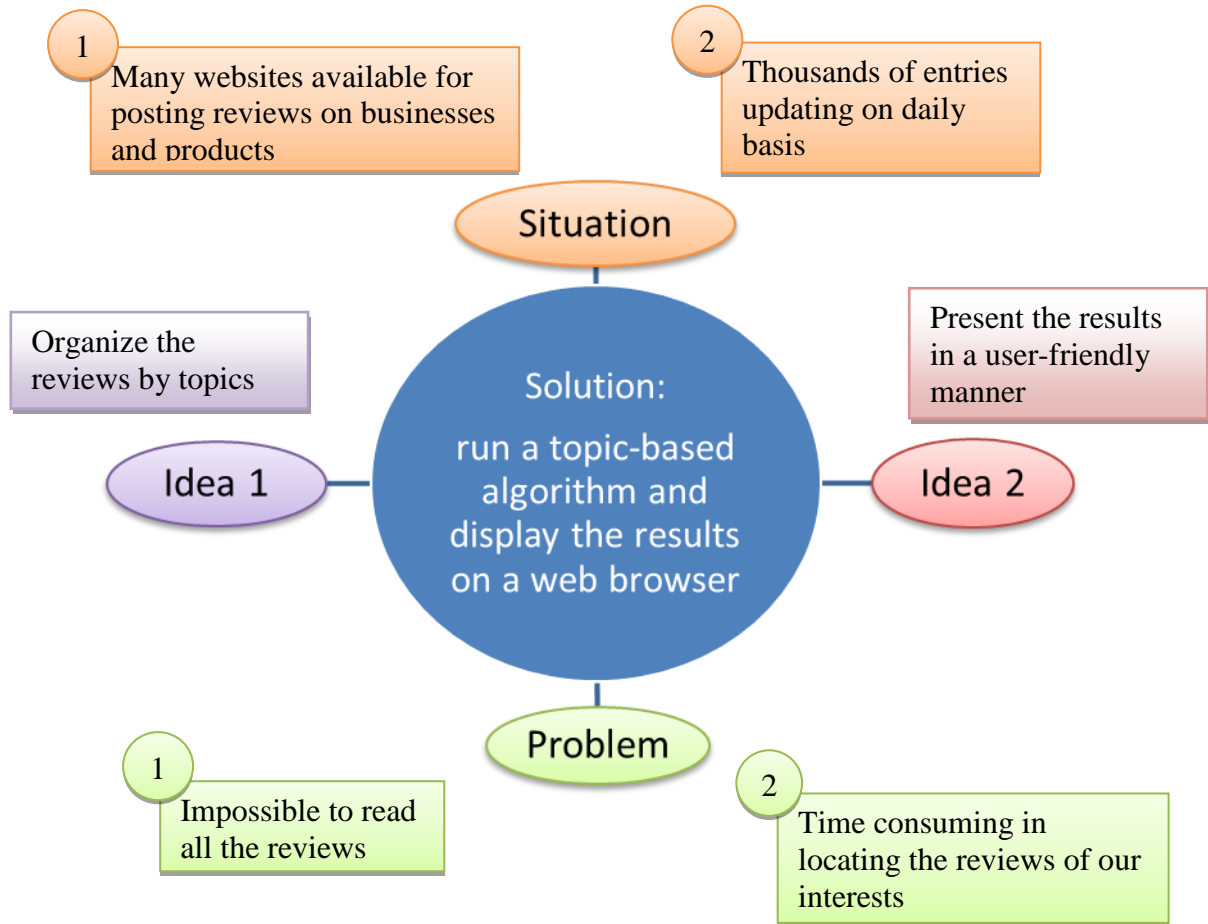 1
Many websites available for
posting reviews on businesses
and products
2
Thousands of entries
updating on daily
basis
Situation
Organize the
reviews by topics
Idea 1
Solution:
run a topic-based
algorithm and
display the results
on a web browser
Present the results
in a user-friendly
manner
Idea 2
Problem
1
Impossible to read
all the reviews
2
Time consuming in
locating the reviews of our
interests